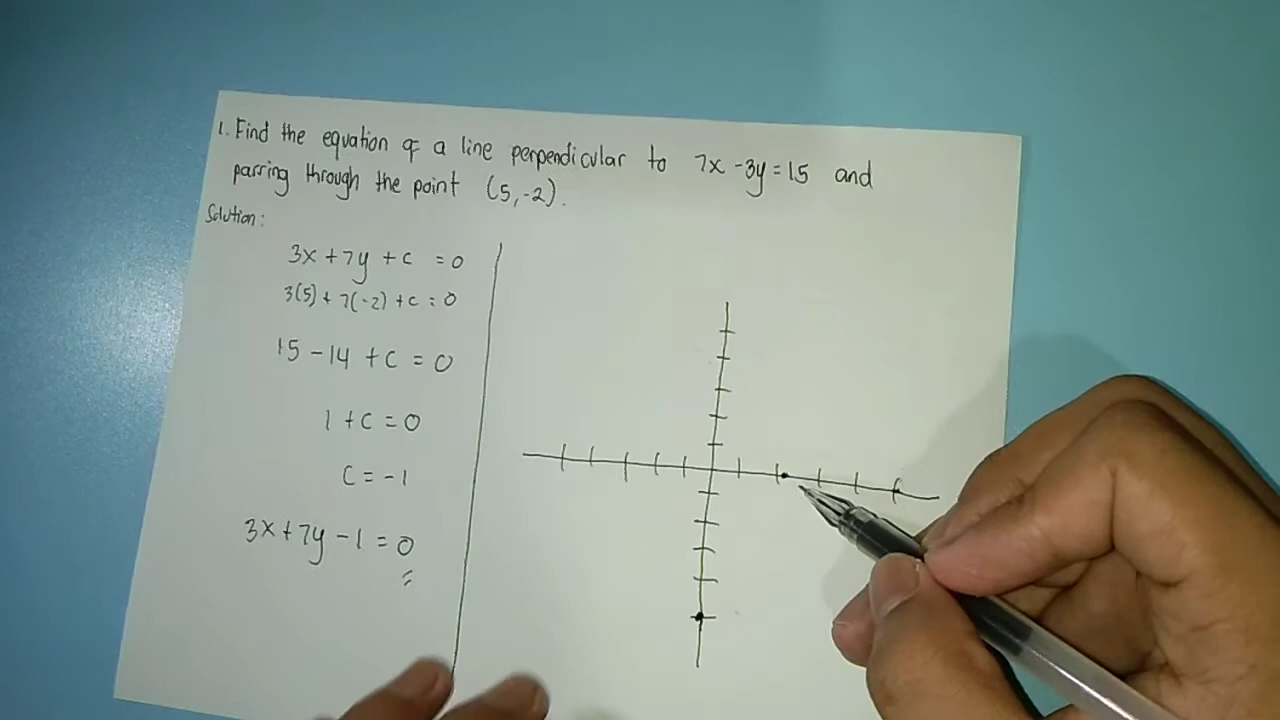 1. Find the equation of a line perpendicular to 7x - 3y = 15 and
passing through the point (5, -2).
Solution:
3x + 7y + c = 0
3(5) + 7(-2) + c = 0
15 - 14 + c = 0
1 + c = 0
c = -1
3x + 7y - 1 = 0